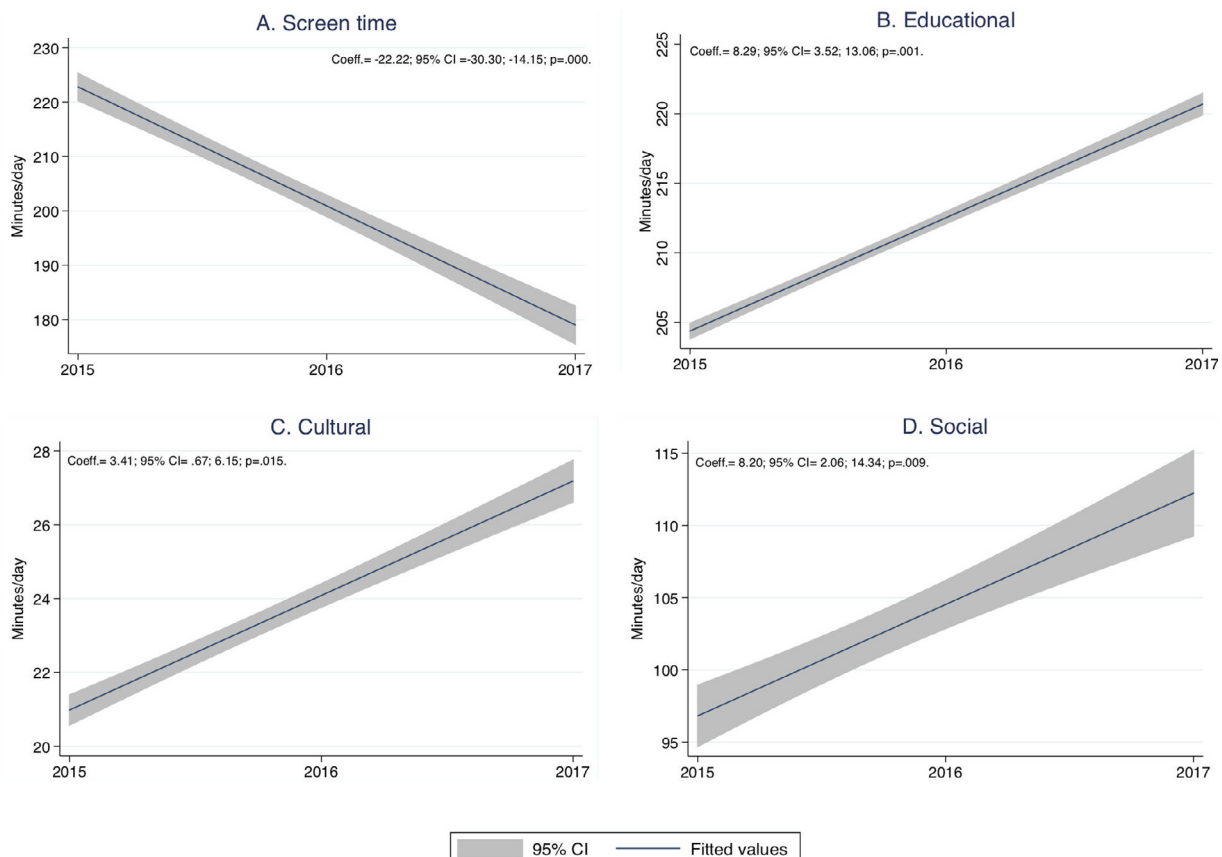 A. Screen time
Coeff.= -22.22; 95% CI =-30.30; -14.15; p=.000.
Minutes/day
230
220
210
200
190
180
2015
2016
2017
B. Educational
Coeff.= 8.29; 95% CI= 3.52; 13.06; p=.001.
Minutes/day
225
220
215
210
205
2015
2016
2017
C. Cultural
Coeff.= 3.41; 95% CI= .67; 6.15; p=.015.
Minutes/day
28
26
24
22
20
2015
2016
2017
D. Social
Coeff.= 8.20; 95% CI= 2.06; 14.34; p=.009.
Minutes/day
115
110
105
100
95
2015
2016
2017
95% CI
Fitted values